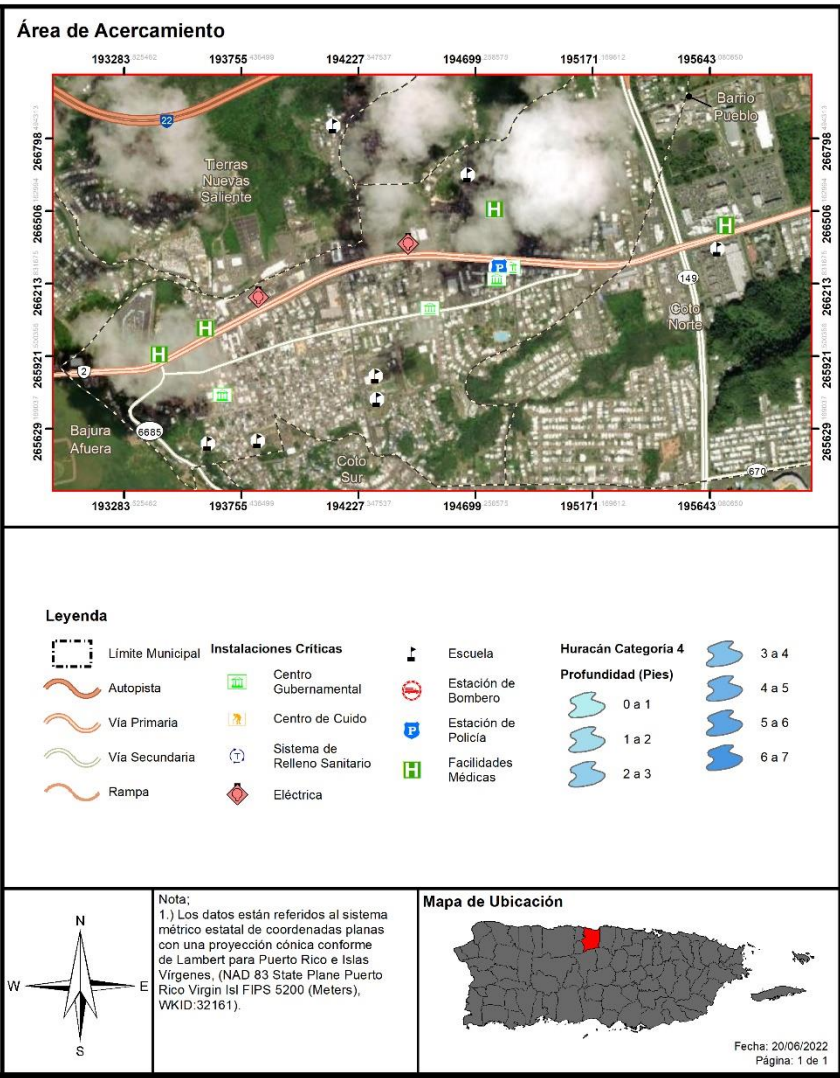 Área de Acercamiento
193283 193755 194227 194699 195171 195643
266798
266506
266213
265921
265629
22
Barrio
Pueblo
Tierras
Nuevas
Saliente
H
H
P
149
Coto
Norte
H
H
2
Bajura
Afuera
6685
Coto
Sur
670
266798
266506
266213
265921
265629
193283 193755 194227 194699 195171 195643
Leyenda
Límite Municipal
Autopista
Vía Primaria
Vía Secundaria
Rampa
Instalaciones Críticas
Centro
Gubernamental
Centro de Cuido
T
Sistema de
Relleno Sanitario
Eléctrica
Escuela
Estación de
Bombero
P
Estación de
Policía
H
Facilidades
Médicas
Huracán Categoría 4
Profundidad (Pies)
0 a 1
1 a 2
2 a 3
3 a 4
4 a 5
5 a 6
6 a 7
N
W E
S
Nota;
1.) Los datos están referidos al sistema
métrico estatal de coordenadas planas
con una proyección cónica conforme
de Lambert para Puerto Rico e Islas
Vírgenes, (NAD 83 State Plane Puerto
Rico Virgin Isl FIPS 5200 (Meters),
WKID:32161).
Mapa de Ubicación
Fecha: 20/06/2022
Página: 1 de 1